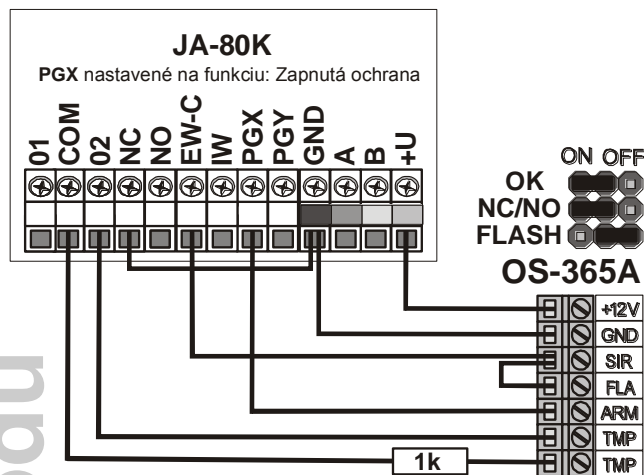 JA-80K
PGX nastavené na funkciu: Zapnutá ochrana
01 COM 02 NC NO EW-C IW PGX PGY GND A B +U
ON OFF
OK
NC/NO
FLASH
OS-365A
+12V
GND
SIR
FLA
ARM
TMP
TMP
1k